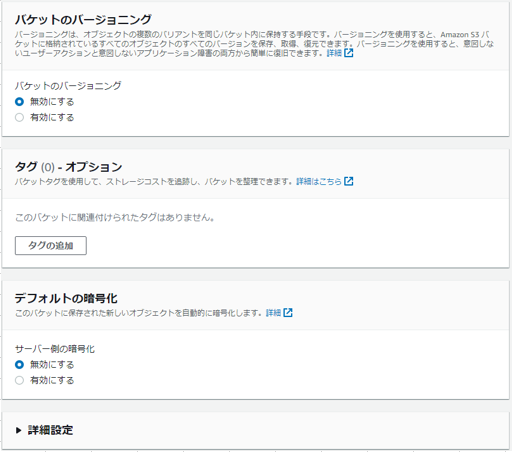 バケットのバージョニング
バージョニングは、オブジェクトの複数のバリアントを同じバケット内に保持する手段です。バージョニングを使用すると、Amazon S3 バ
ケットに格納されているすべてのオブジェクトのすべてのバージョンを保存、取得、復元できます。バージョニングを使用すると、意図しな
いユーザーアクションと意図しないアプリケーション障害の両方から簡単に復旧できます。詳細
バケットのバージョニング
無効にする
有効にする
タグ (0) - オプション
バケットタグを使用して、ストレージコストを追跡し、バケットを整理できます。詳細はこちら
このバケットに関連付けられたタグはありません。
タグの追加
デフォルトの暗号化
このバケットに保存された新しいオブジェクトを自動的に暗号化します。詳細
サーバー側の暗号化
無効にする
有効にする
詳細設定